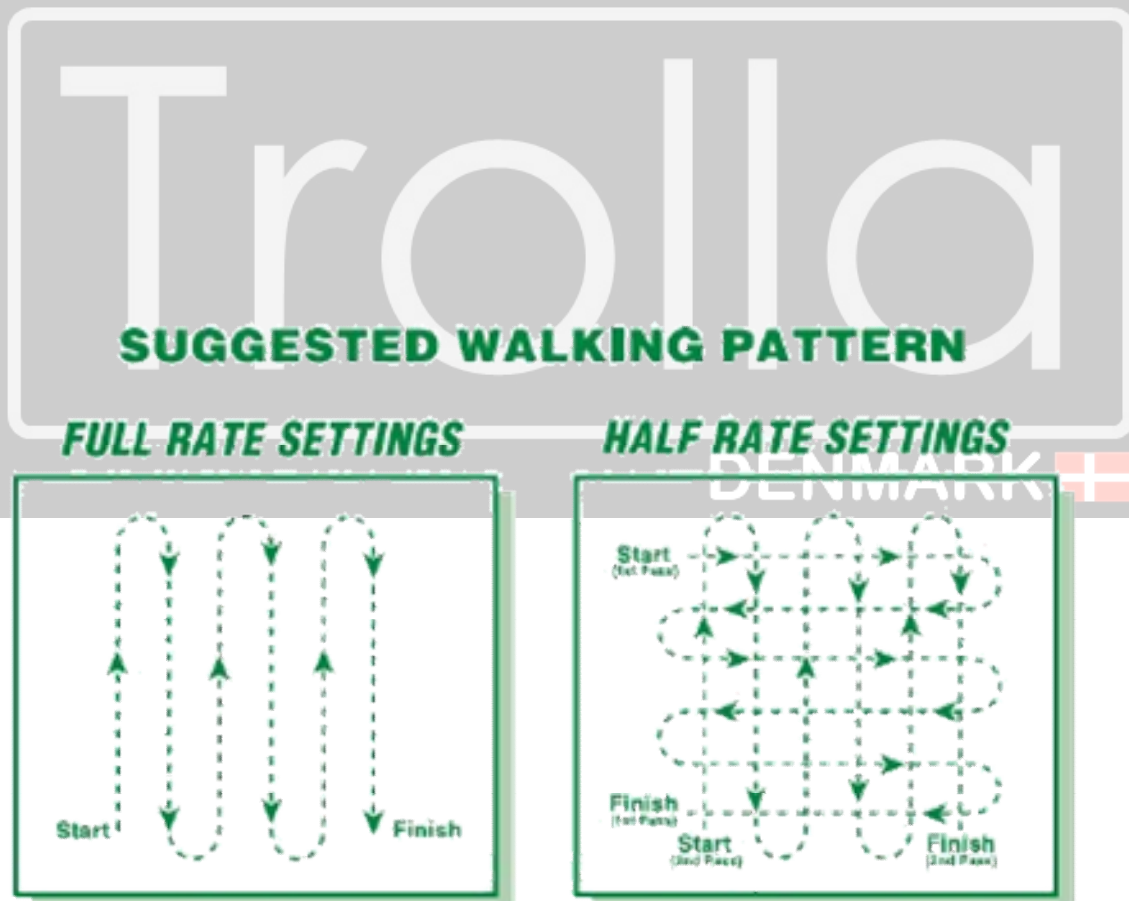 Trolla
SUGGESTED WALKING PATTERN
FULL RATE SETTINGS
HALF RATE SETTINGS
DENMARK
Start
(1st Pass)
Finish
(1st Pass)
Start
(2nd Pass)
Finish
(2nd Pass)
Start
Finish